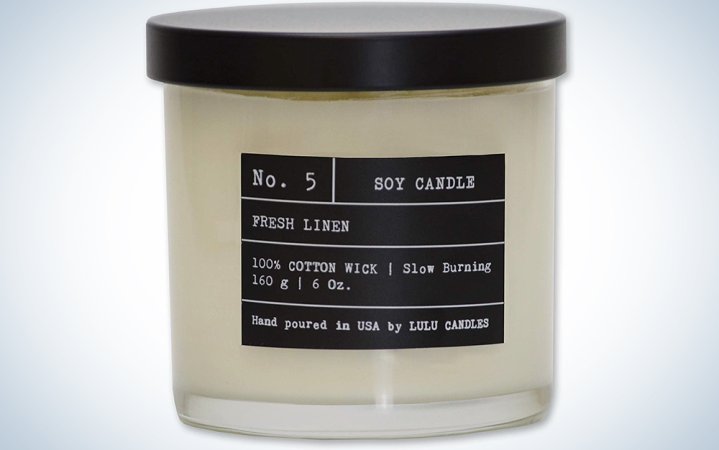 No. 5
SOY CANDLE
FRESH LINEN
100% COTTON WICK | Slow Burning
160 g | 6 Oz.
Hand poured in USA by LULU CANDLES